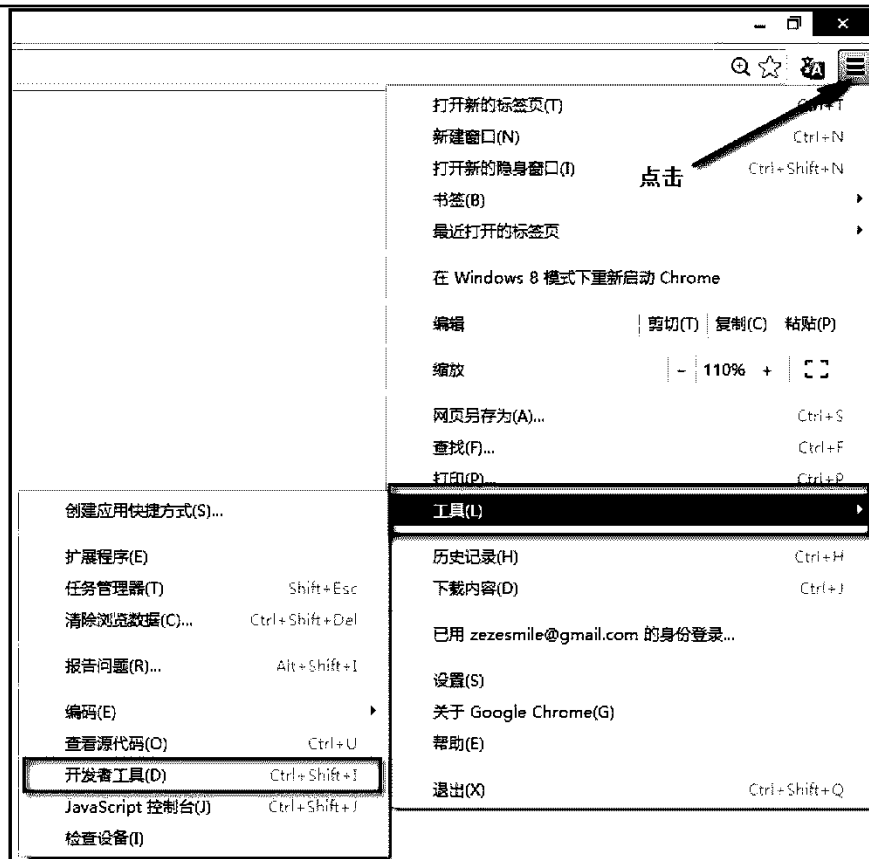 打开新的标签页(T) Ctrl+T
新建窗口(N) Ctrl+N
打开新的隐身窗口(I) Ctrl+Shift+N
点击
书签(B)
最近打开的标签页
在 Windows 8 模式下重新启动 Chrome
编辑 剪切(T) 复制(C) 粘贴(P)
缩放 - 110% +
网页另存为(A)... Ctrl+S
查找(F)... Ctrl+F
打印(P)... Ctrl+P
工具(L)
历史记录(H) Ctrl+H
下载内容(D) Ctrl+J
已用 zezesmile@gmail.com 的身份登录...
设置(S)
关于 Google Chrome(G)
帮助(E)
退出(X) Ctrl+Shift+Q
创建应用快捷方式(S)...
扩展程序(E)
任务管理器(T) Shift+Esc
清除浏览数据(C)... Ctrl+Shift+Del
报告问题(R)... Alt+Shift+I
编码(E)
查看源代码(O) Ctrl+U
开发者工具(D) Ctrl+Shift+I
JavaScript 控制台(J) Ctrl+Shift+J
检查设备(I)